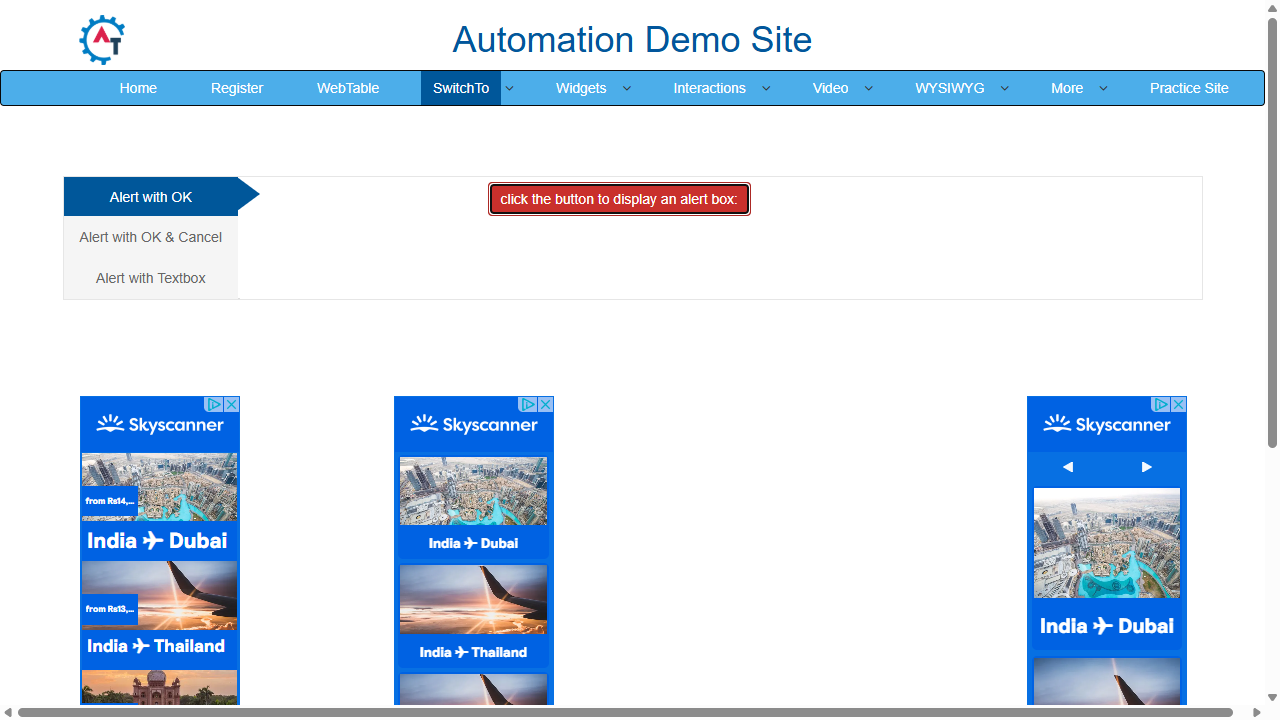 AT
Automation Demo Site
Home Register WebTable SwitchTo Widgets Interactions Video WYSIWYG More Practice Site
Alert with OK
click the button to display an alert box:
Alert with OK & Cancel
Alert with Textbox
Skyscanner
from Rs14,...
India Dubai
from Rs13,...
India Thailand
Skyscanner
India Dubai
India Thailand
Skyscanner
India Dubai